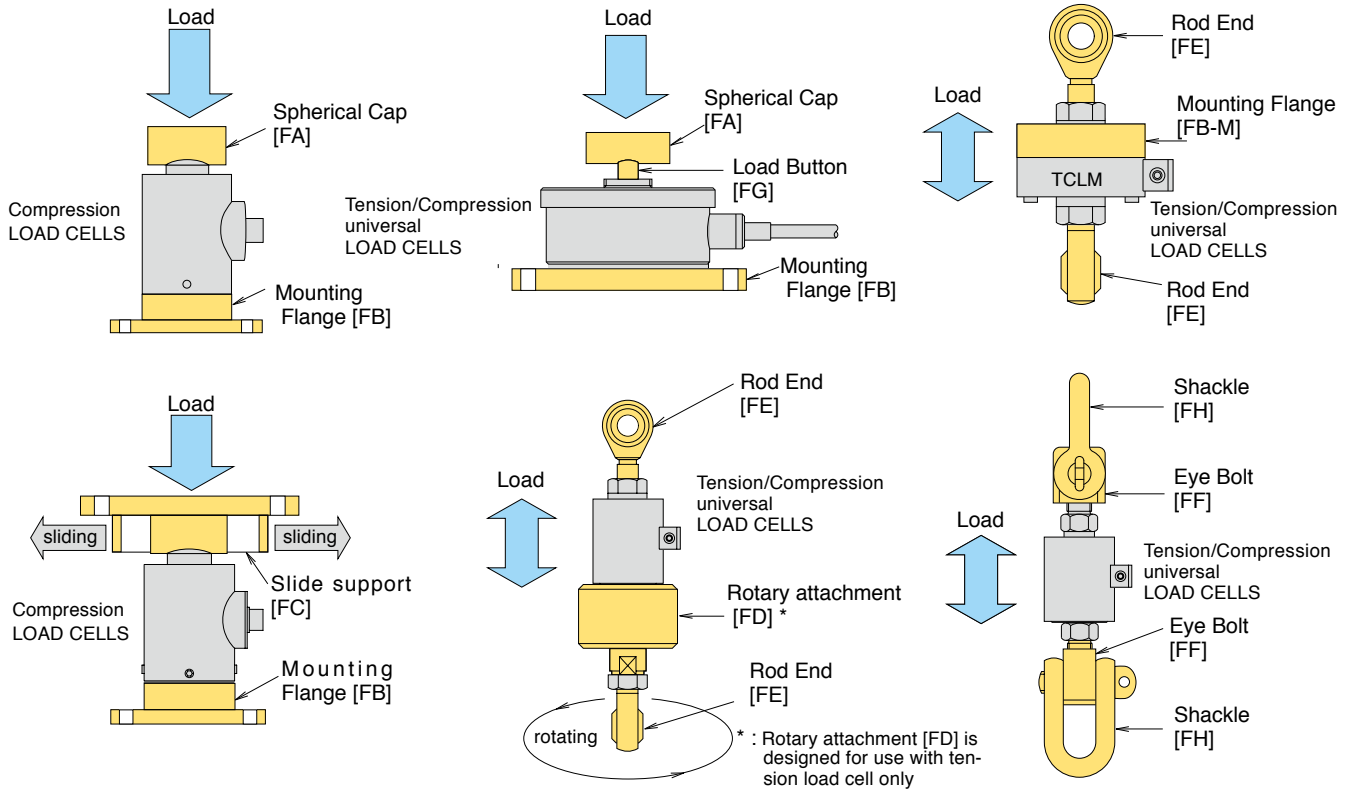 Load
Spherical Cap
[FA]
Compression
LOAD CELLS
Mounting
Flange [FB]
Load
Spherical Cap
[FA]
Load Button
[FG]
Tension/Compression
universal
LOAD CELLS
Mounting
Flange [FB]
Rod End
[FE]
Load
Mounting Flange
[FB-M]
TCLM
Tension/Compression
universal
LOAD CELLS
Rod End
[FE]
Load
sliding
sliding
Slide support
[FC]
Compression
LOAD CELLS
Mounting
Flange [FB]
Rod End
[FE]
Load
Tension/Compression
universal
LOAD CELLS
Rotary attachment
[FD] *
Rod End
[FE]
rotating
* : Rotary attachment [FD] is
designed for use with ten-
sion load cell only
Shackle
[FH]
Eye Bolt
[FF]
Load
Tension/Compression
universal
LOAD CELLS
Eye Bolt
[FF]
Shackle
[FH]